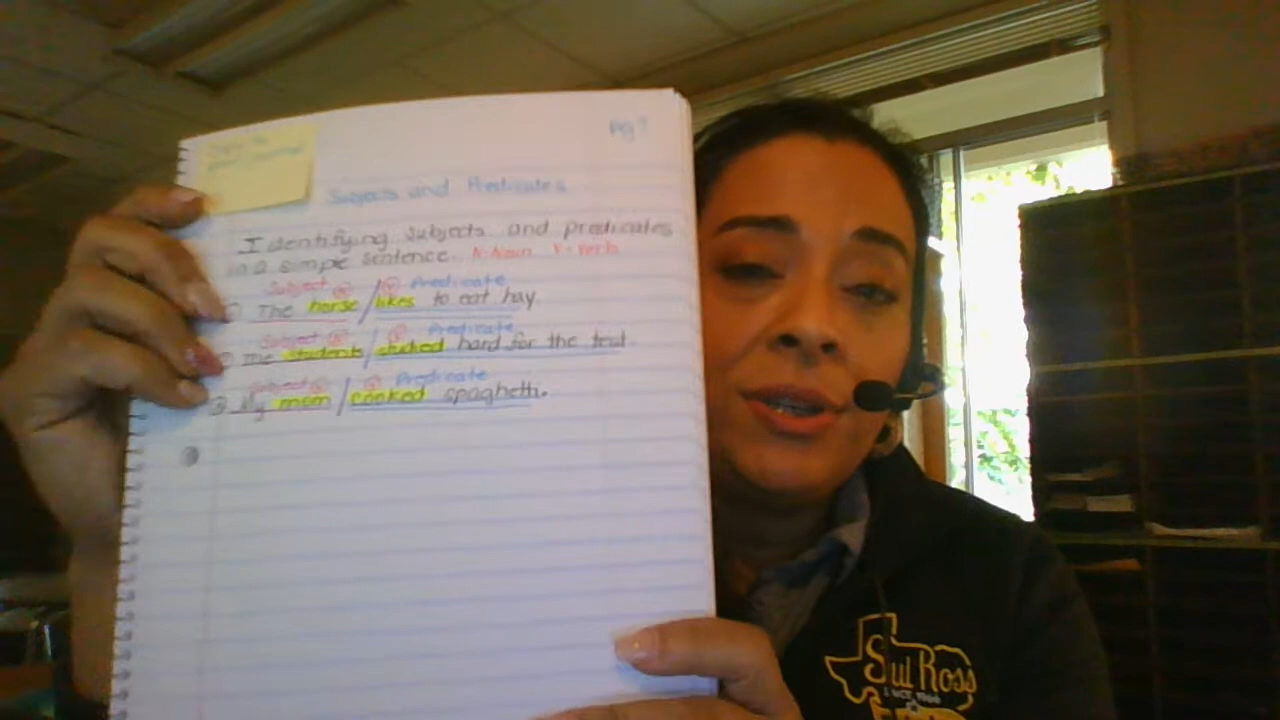 Pg 9
Subjects and Predicates
Identifying Subjects and predicates
in a simple sentence. N-Noun V-Verb
Subject N V Predicate
① The horse / likes to eat hay.
Subject N V Predicate
② The students / studied hard for the test.
Subject N V Predicate
③ My mom / cooked spaghetti.
Sul Ross
SINCE